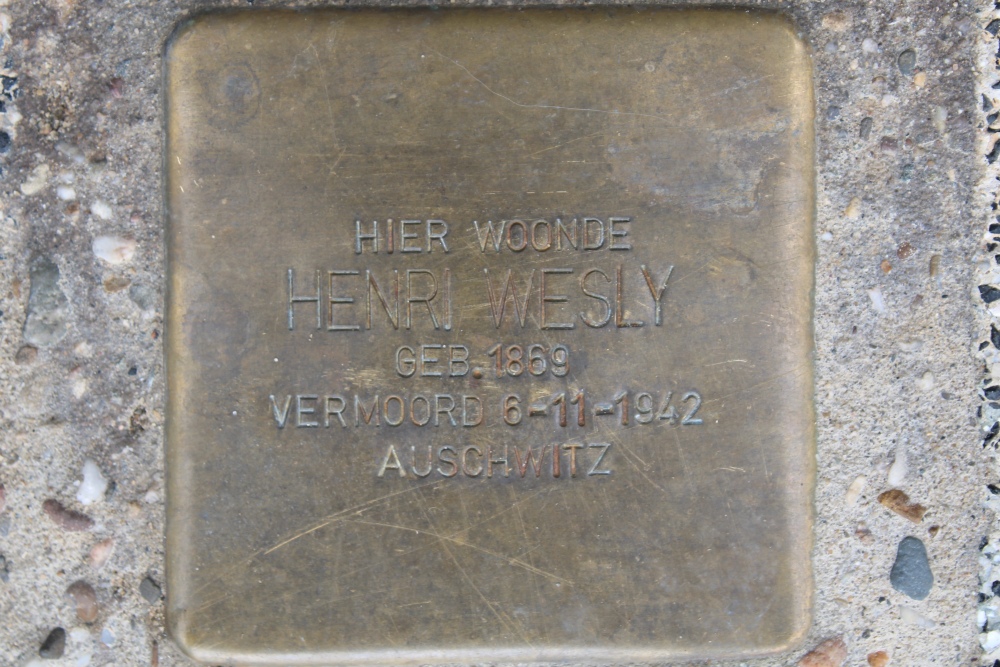 HIER WOONDE
HENRI WESLY
GEB. 1869
VERMOORD 6-11-1942
AUSCHWITZ